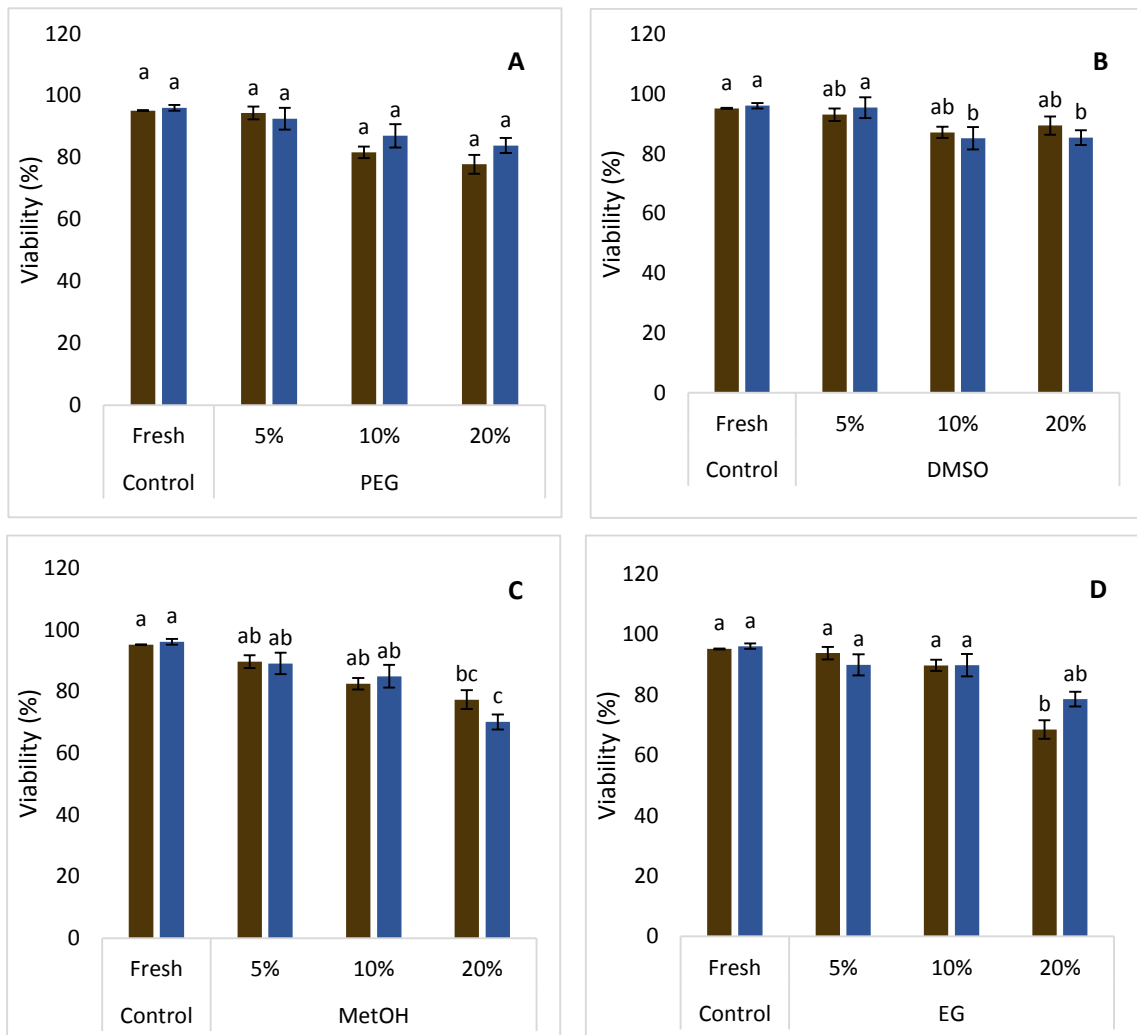 A
120
100
80
60
40
20
0
Viability (%)
a a a a a a a a
Fresh 5% 10% 20%
Control PEG
B
120
100
80
60
40
20
0
Viability (%)
a a ab a ab b ab b
Fresh 5% 10% 20%
Control DMSO
C
120
100
80
60
40
20
0
Viability (%)
a a ab ab ab ab bc c
Fresh 5% 10% 20%
Control MetOH
D
120
100
80
60
40
20
0
Viability (%)
a a a a a a b ab
Fresh 5% 10% 20%
Control EG